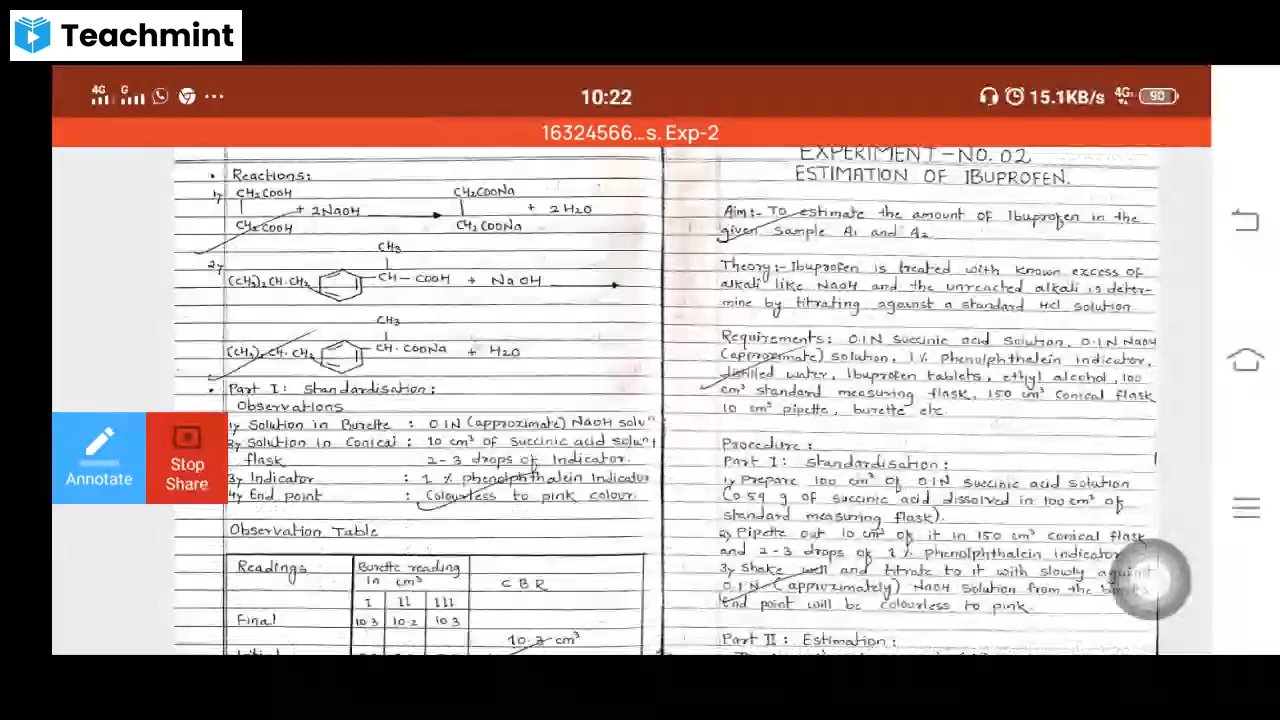 Teachmint
4G G ... 10:22 15.1KB/s 4G 90
16324566...s. Exp-2
• Reactions:
1) CH2COOH CH2COONa
+ 2NaOH + 2H2O
CH2COOH CH2COONa
CH3
2) (CH3)2CH.CH2 CH - COOH + NaOH
CH3
(CH3)2CH.CH2 CH.COONa + H2O
• Part I: Standardisation:
Observations
1) Solution in Burette : 0.1N (approximate) NaOH solun
2) Solution in Conical : 10 cm³ of succinic acid solun +
flask 2-3 drops of Indicator.
3) Indicator : 1 % phenolphthalein Indicator
4) End point : Colourless to pink colour.
Observation Table
Readings Burette reading
in cm³ C B R
I II III
Final 10.3 10.2 10.3
10.3 cm³
Initial
Annotate
Stop
Share
EXPERIMENT-NO. 02
ESTIMATION OF IBUPROFEN.
Aim:- To estimate the amount of Ibuprofen in the
given sample A1 and A2
Theory:- Ibuprofen is treated with known excess of
alkali like NaOH and the unreacted alkali is deter-
mine by titrating against a standard HCl solution
Requirements: 0.1N succinic acid solution, 0.1N NaOH
(approximate) solution, 1% phenolphthalein indicator,
distilled water, Ibuprofen tablets, ethyl alcohol, 100
cm³ standard measuring flask, 150 cm³ conical flask
10 cm³ pipette, burette etc.
Procedure:
Part I: Standardisation:
1) Prepare 100 cm³ of 0.1N succinic acid solution
(0.59 g of succinic acid dissolved in 100 cm³ of
standard measuring flask).
2) Pipette out 10 cm³ of it in 150 cm³ conical flask
and 2-3 drops of 1% phenolphthalein indicator
3) Shake well and titrate to it with slowly against
0.1N (approximately) NaOH solution from the
End point will be colourless to pink.
Part II: Estimation: